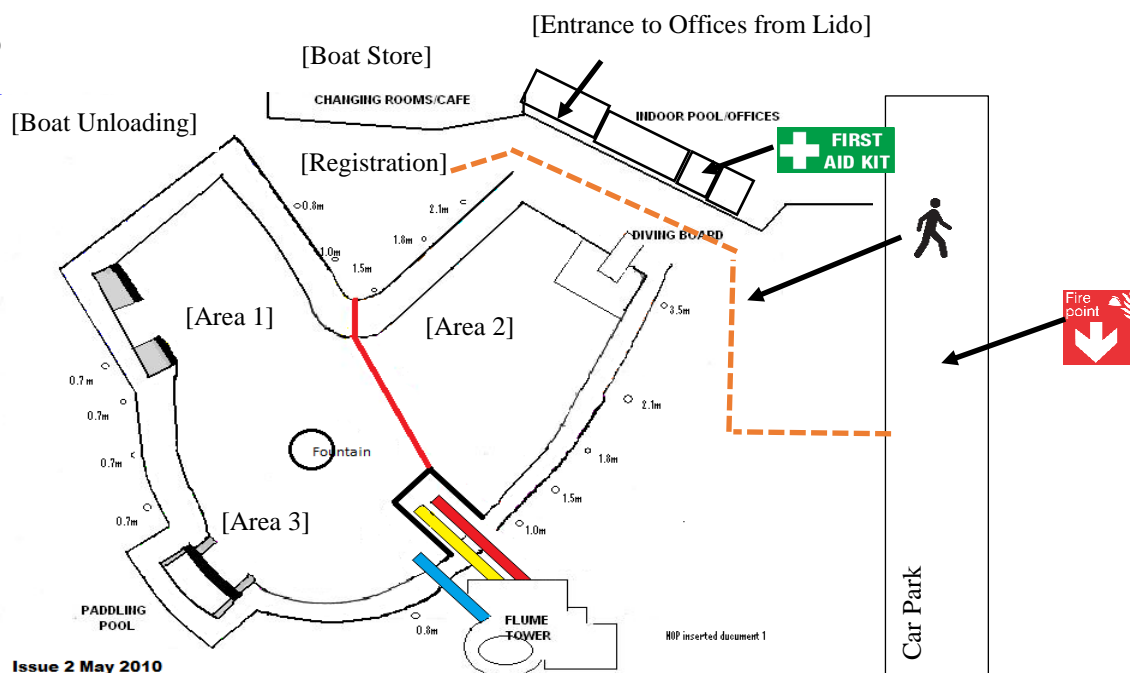 [Entrance to Offices from Lido]
[Boat Store]
CHANGING ROOMS/CAFE
INDOOR POOL/OFFICES
[Boat Unloading]
FIRST
AID KIT
[Registration]
0.8m
2.1m
1.8m
1.0m
1.5m
DIVING BOARD
3.5m
Fire
point
[Area 1]
[Area 2]
0.7m
0.7m
2.1m
Fountain
0.7m
1.8m
1.5m
0.7m
[Area 3]
1.0m
PADDLING
POOL
0.8m
FLUME
TOWER
NOP inserted ducument 1
Car Park
Issue 2 May 2010